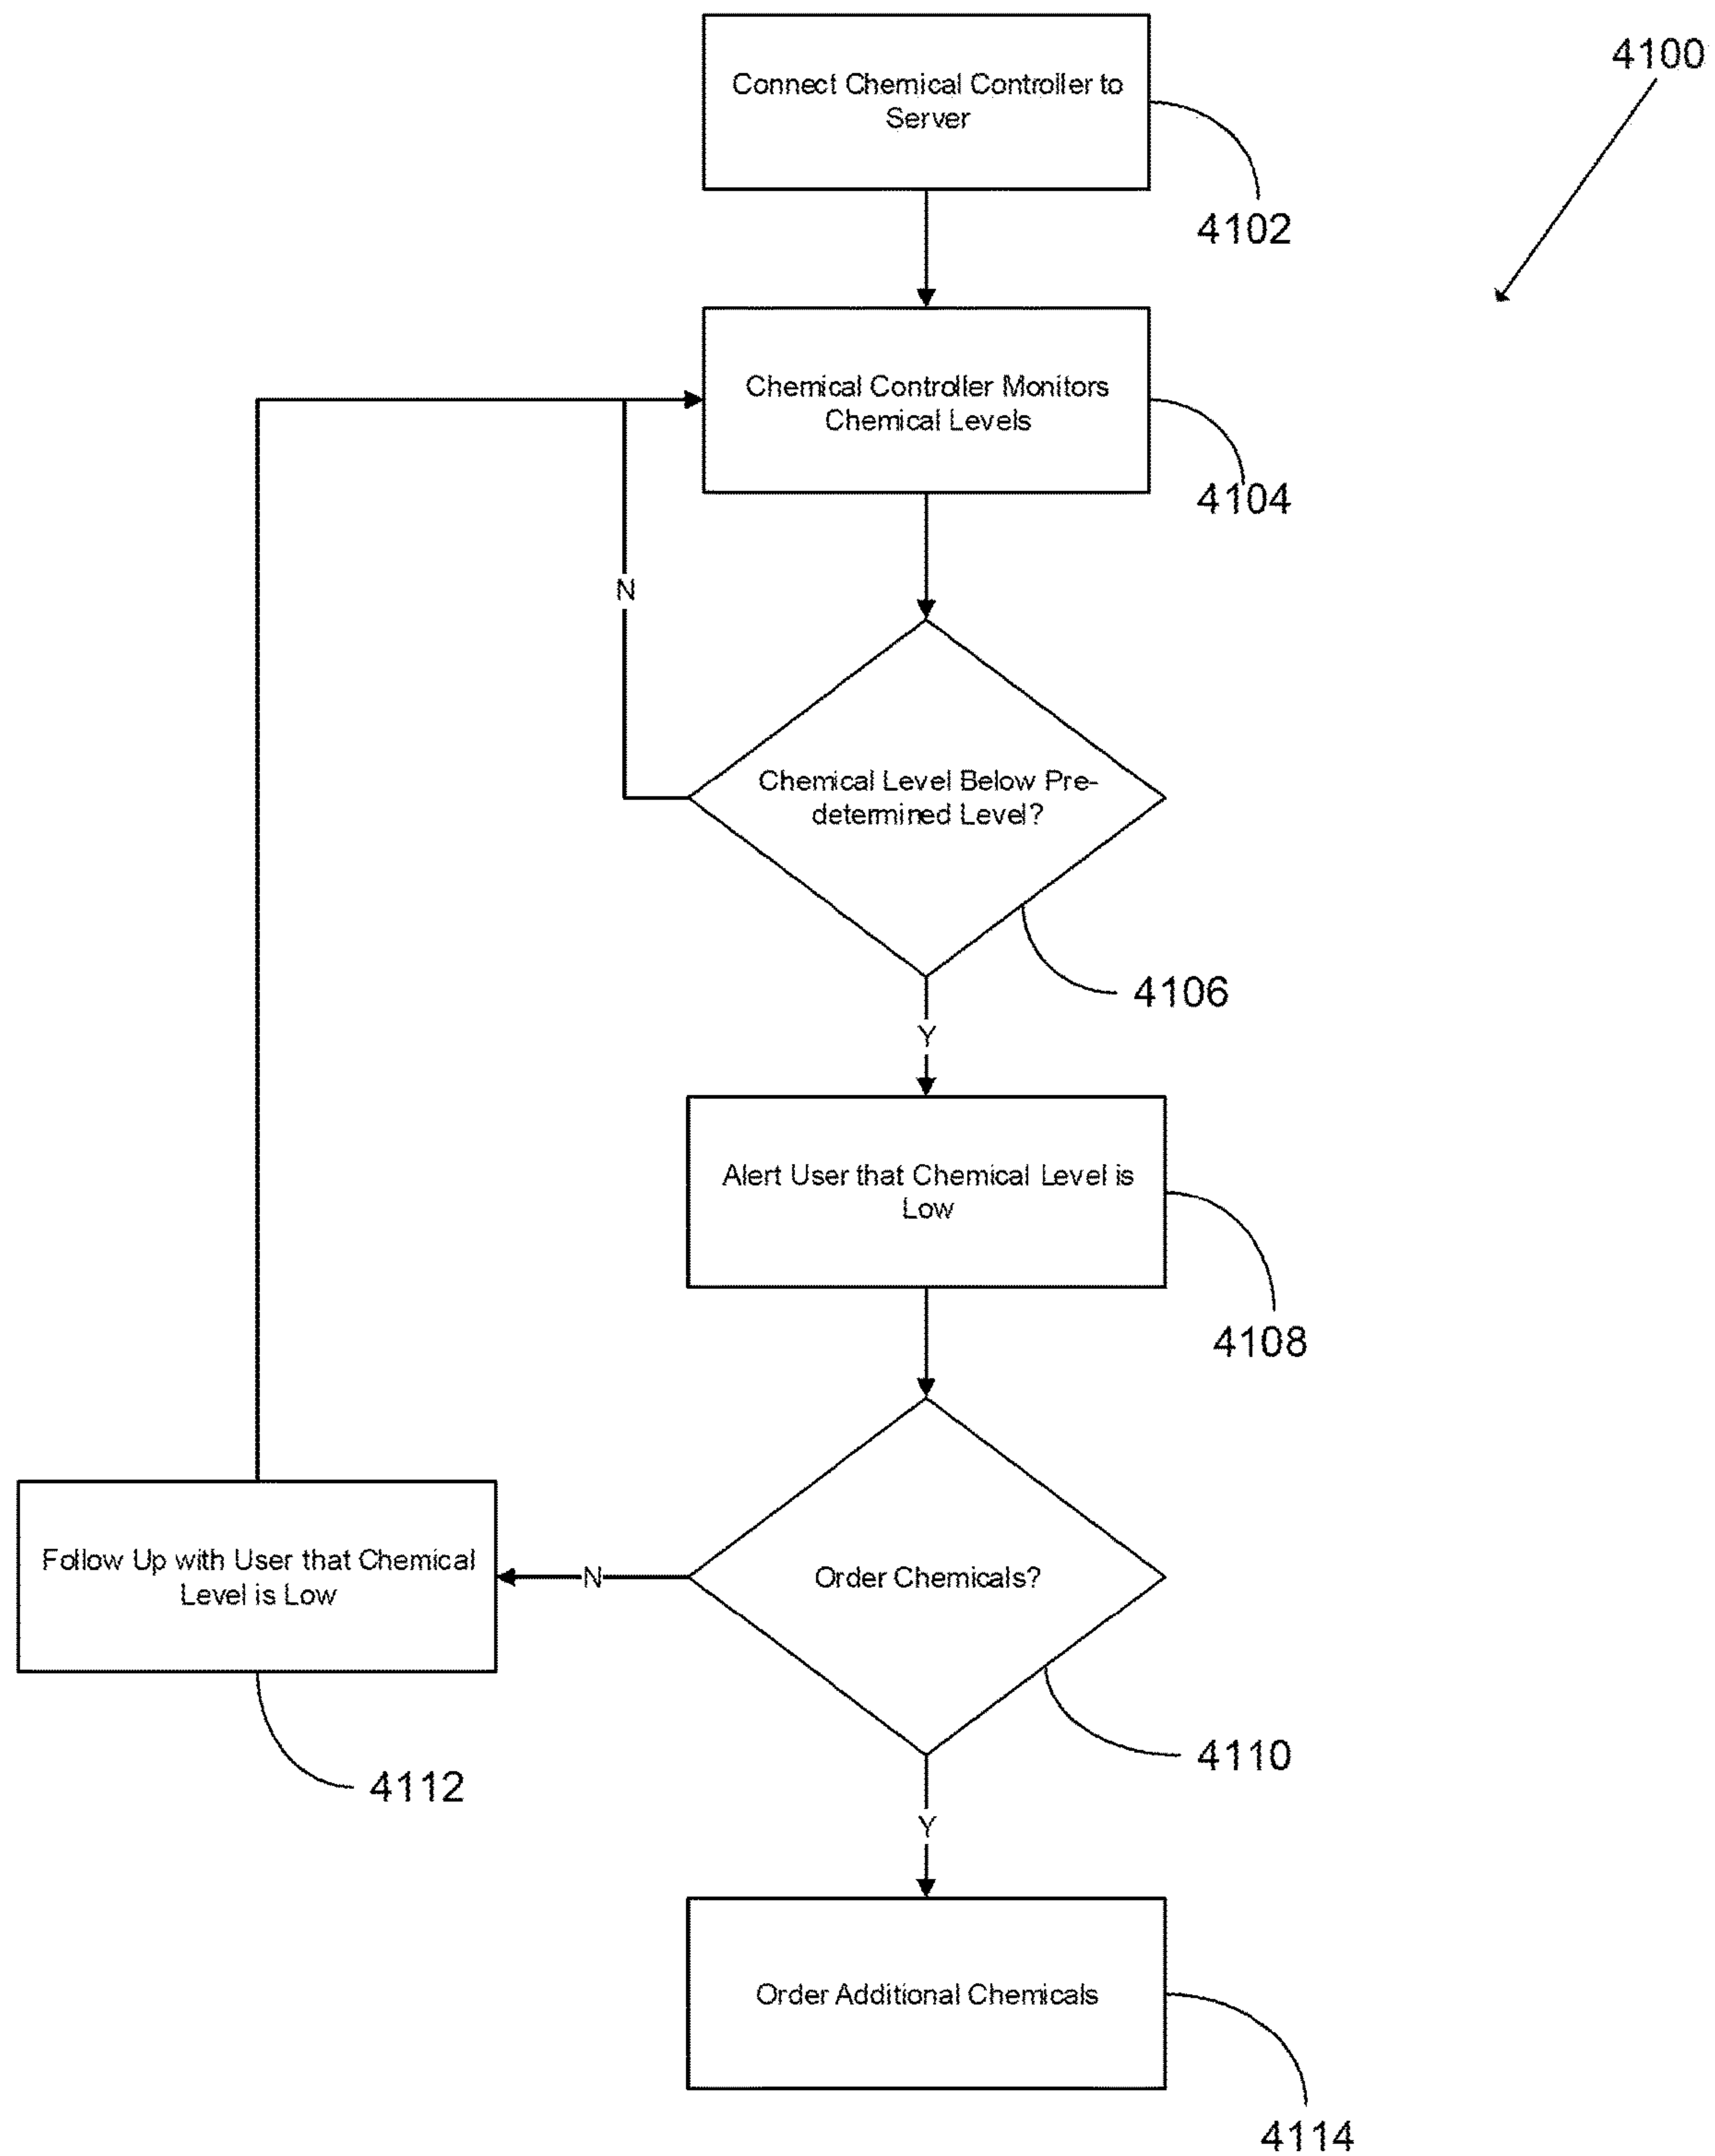 4100
Connect Chemical Controller to
Server
4102
Chemical Controller Monitors
Chemical Levels
4104
N
Chemical Level Below Pre-
determined Level?
4106
Y
Alert User that Chemical Level is
Low
4108
Follow Up with User that Chemical
Level is Low
N
Order Chemicals?
4110
4112
Y
Order Additional Chemicals
4114